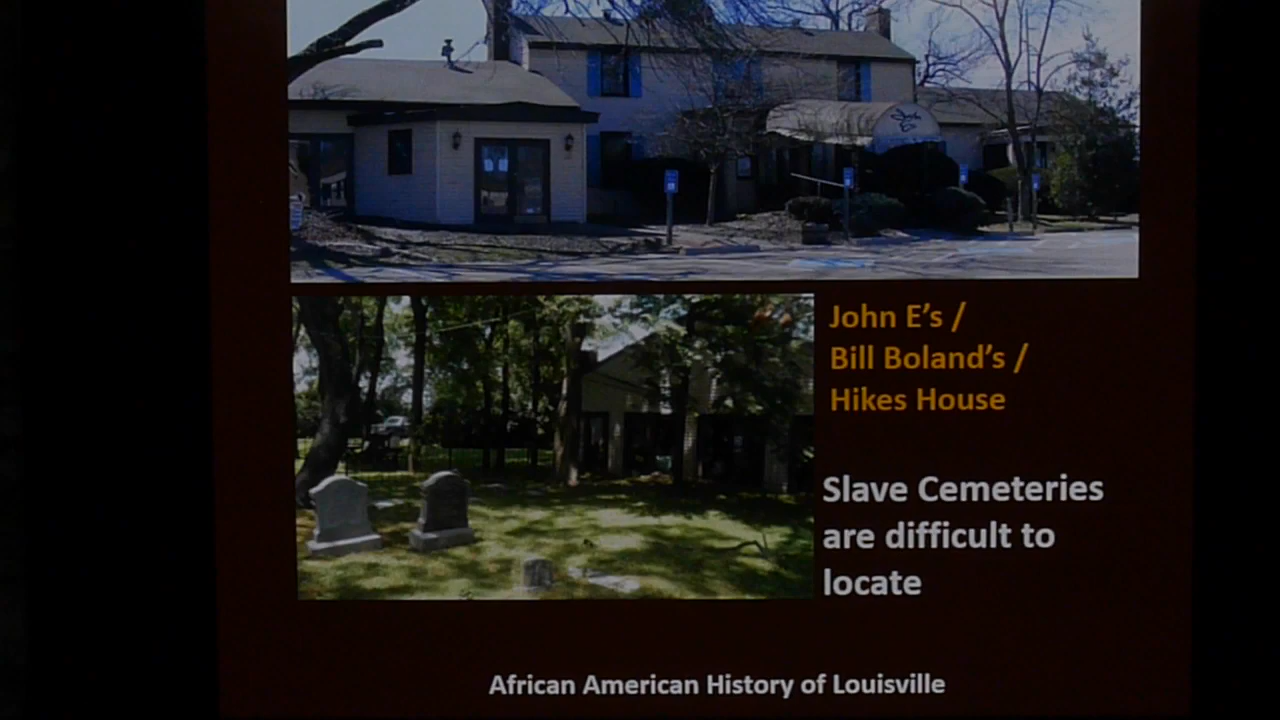 John E's /
Bill Boland's /
Hikes House
Slave Cemeteries
are difficult to
locate
African American History of Louisville